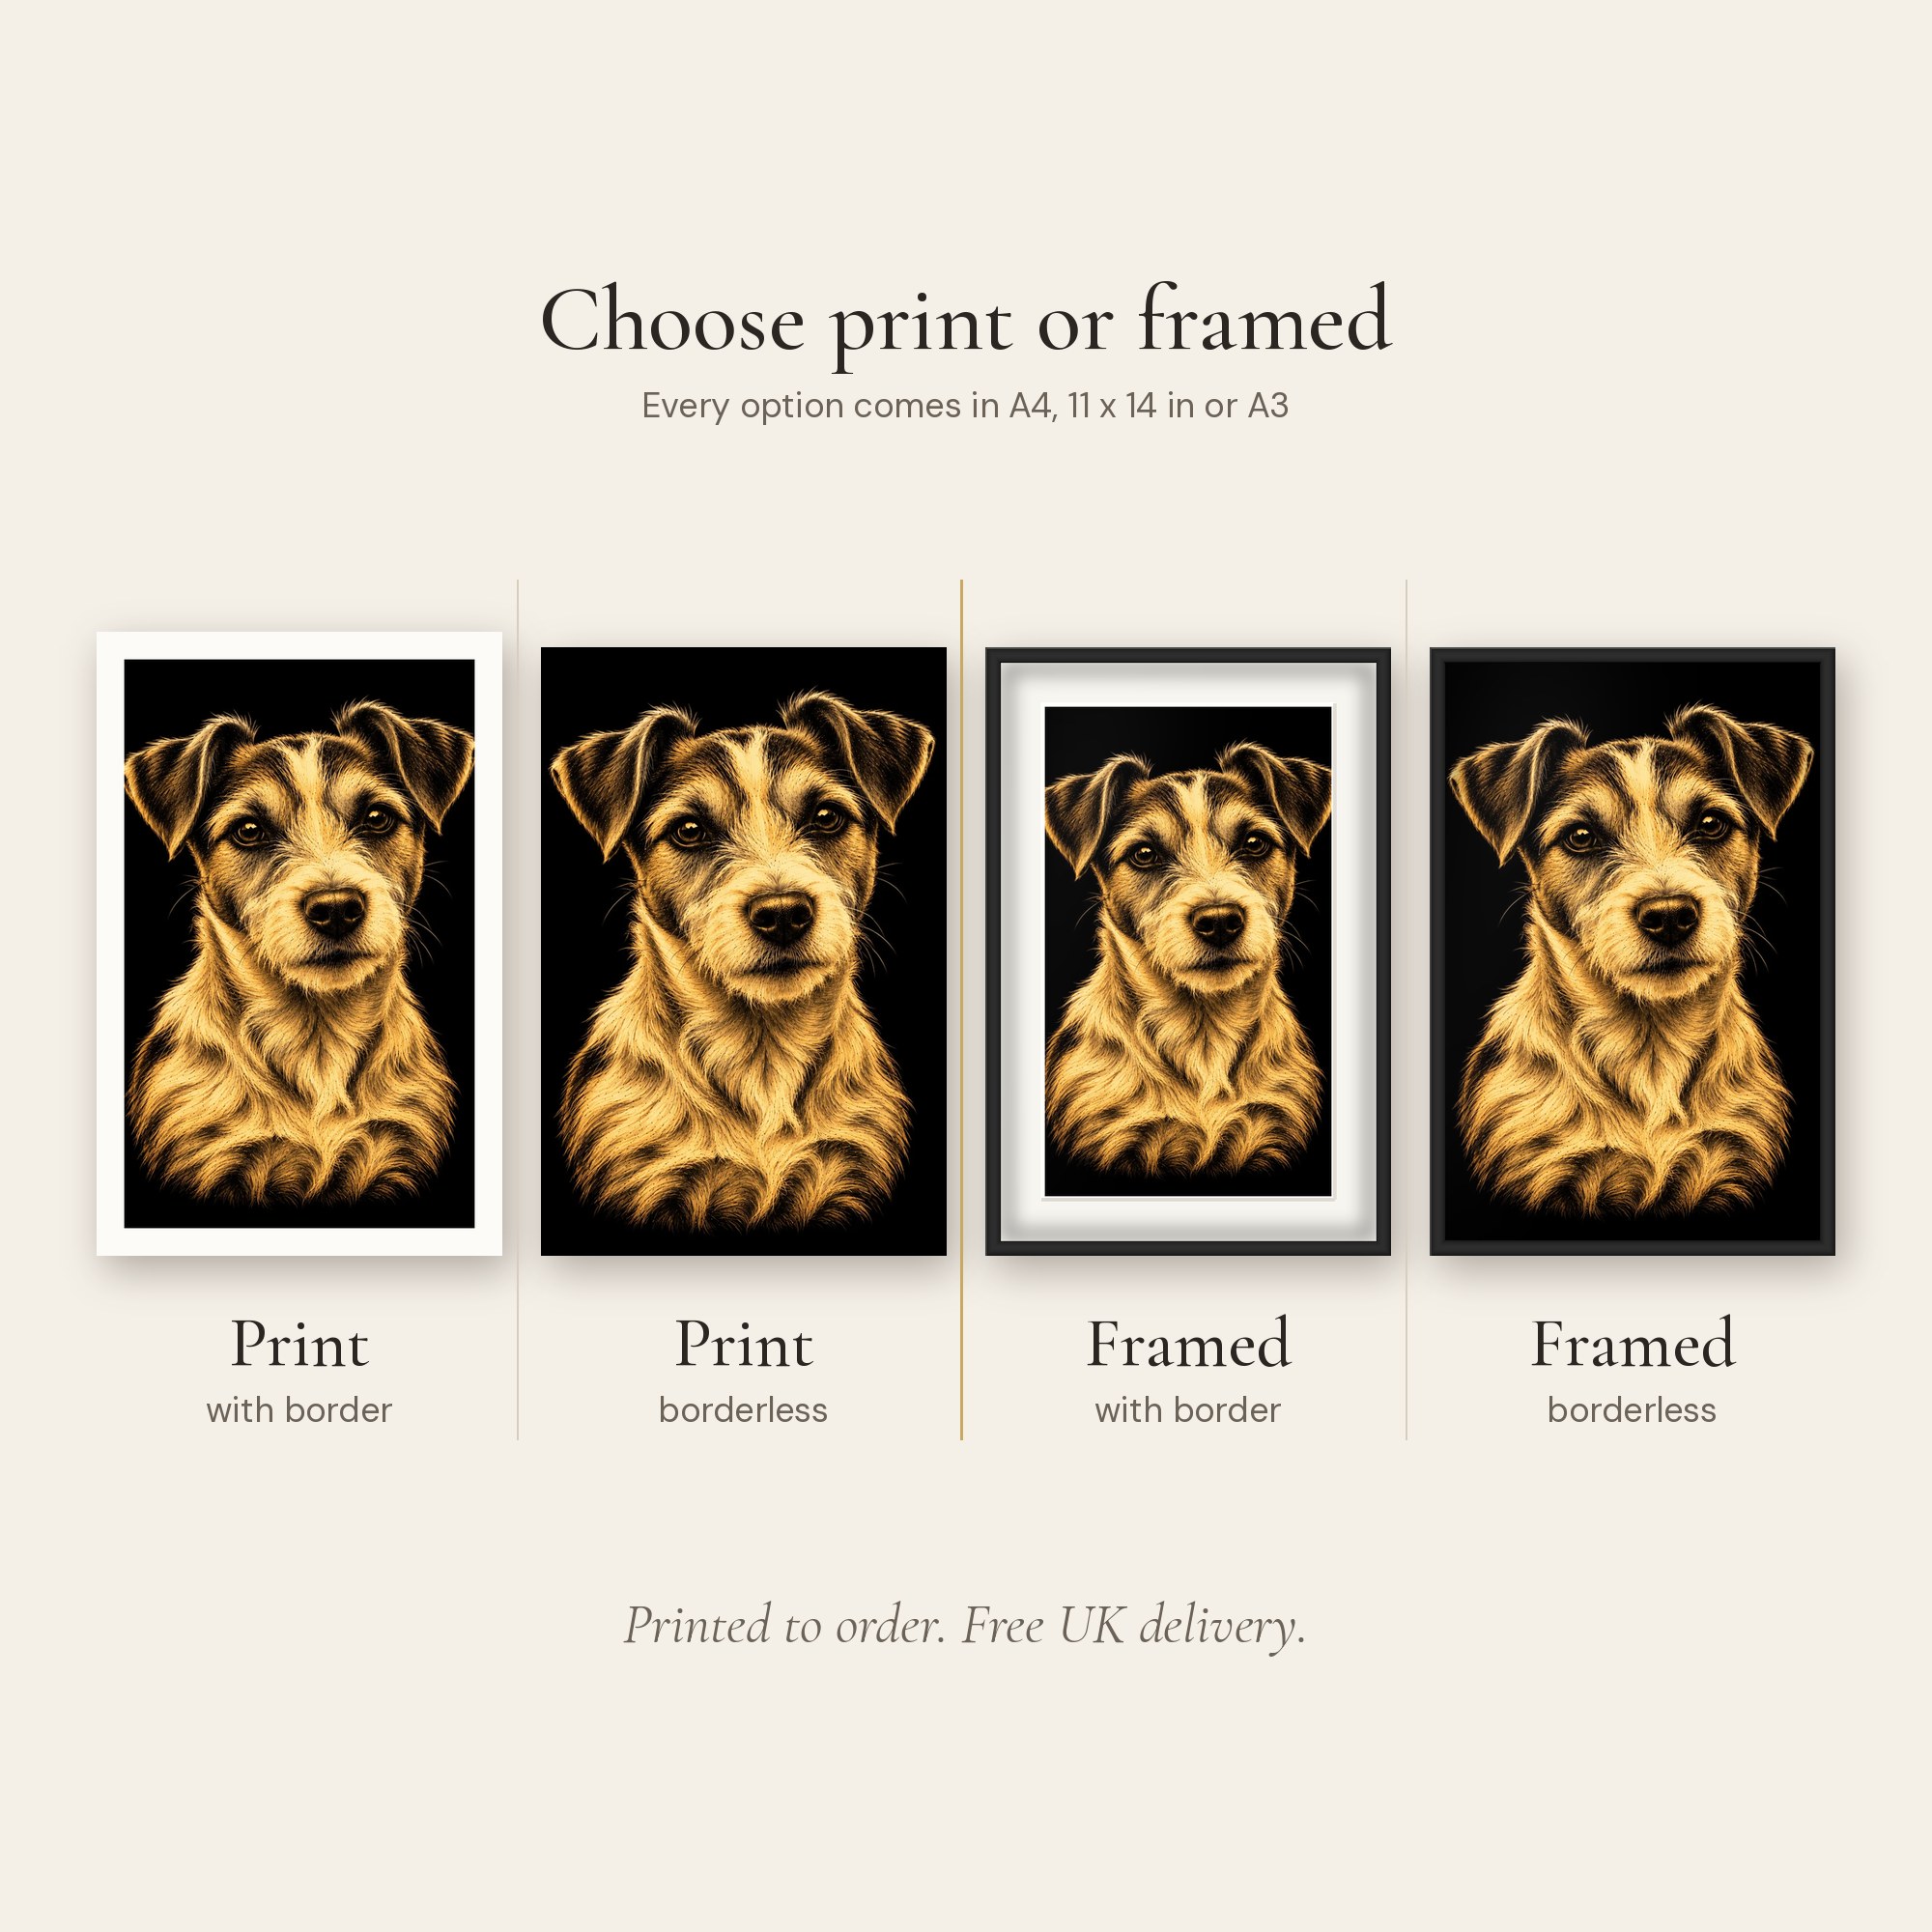 Choose print or framed
Every option comes in A4, 11 x 14 in or A3
Print
with border
Print
borderless
Framed
with border
Framed
borderless
Printed to order. Free UK delivery.